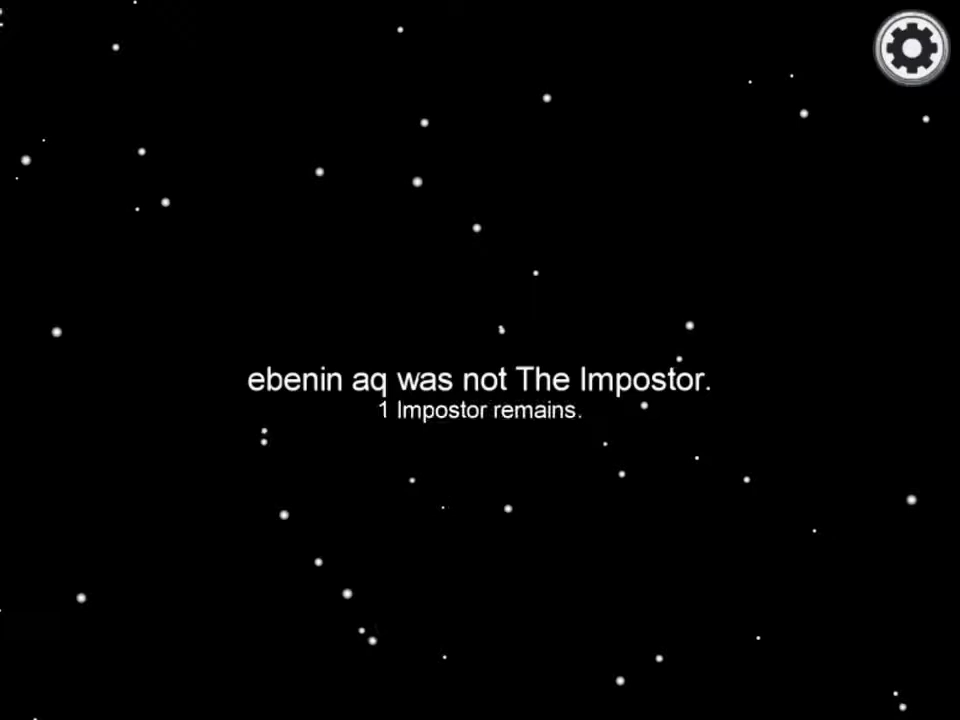 ebenin aq was not The Impostor.
1 Impostor remains.